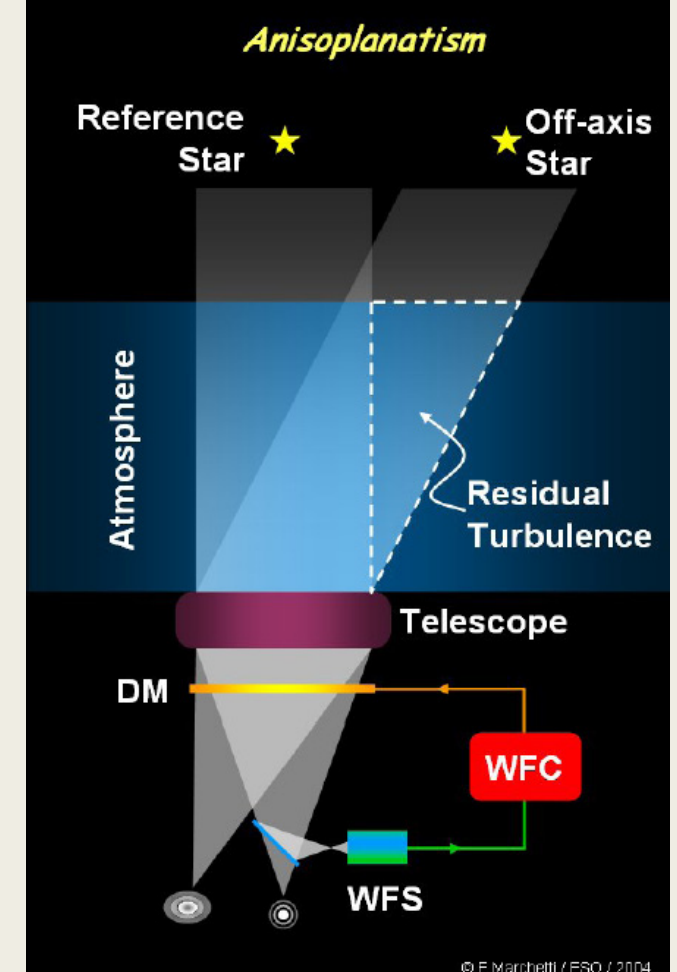 Anisoplanatism
Reference
Star
Off-axis
Star
Atmosphere
Residual
Turbulence
Telescope
DM
WFC
WFS
© E Marchetti / ESO / 2004